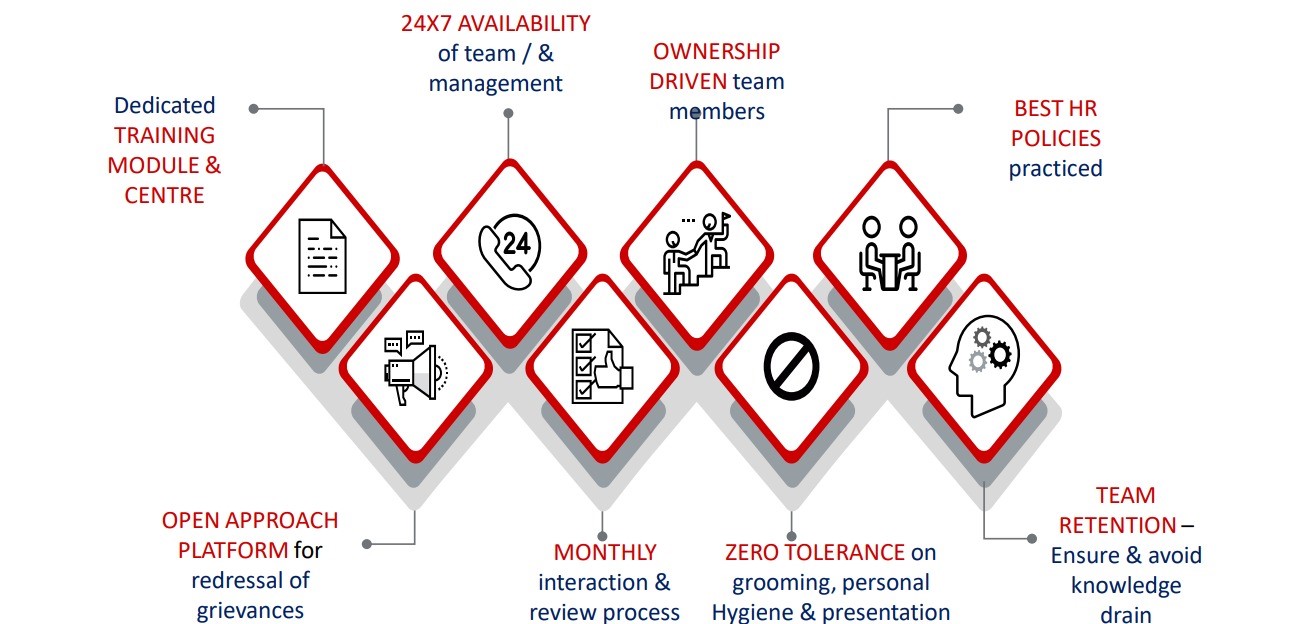 24X7 AVAILABILITY
of team / &
management
OWNERSHIP
DRIVEN team
members
Dedicated
TRAINING
MODULE &
CENTRE
BEST HR
POLICIES
practiced
24
OPEN APPROACH
PLATFORM for
redressal of
grievances
MONTHLY
interaction &
review process
ZERO TOLERANCE on
grooming, personal
Hygiene & presentation
TEAM
RETENTION –
Ensure & avoid
knowledge
drain